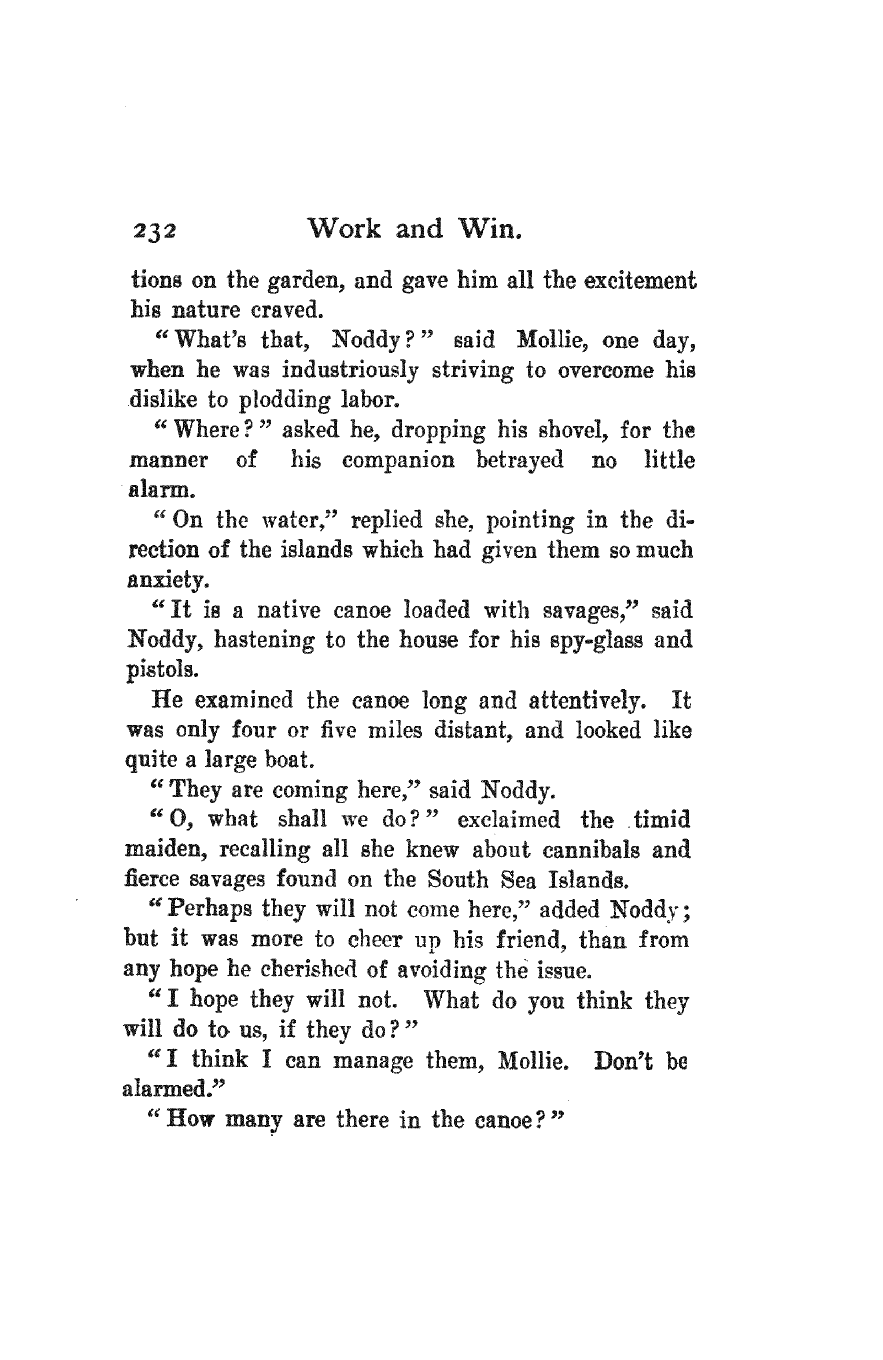 232 Work and Win.
tions on the garden, and gave him all the excitement
his nature craved.
"What's that, Noddy?" said Mollie, one day,
when he was industriously striving to overcome his
dislike to plodding labor.
"Where?" asked he, dropping his shovel, for the
manner of his companion betrayed no little
alarm.
"On the water," replied she, pointing in the di-
rection of the islands which had given them so much
anxiety.
"It is a native canoe loaded with savages," said
Noddy, hastening to the house for his spy-glass and
pistols.
He examined the canoe long and attentively. It
was only four or five miles distant, and looked like
quite a large boat.
"They are coming here," said Noddy.
"O, what shall we do?" exclaimed the timid
maiden, recalling all she knew about cannibals and
fierce savages found on the South Sea Islands.
"Perhaps they will not come here," added Noddy;
but it was more to cheer up his friend, than from
any hope he cherished of avoiding the issue.
"I hope they will not. What do you think they
will do to us, if they do?"
"I think I can manage them, Mollie. Don't be
alarmed."
"How many are there in the canoe?"